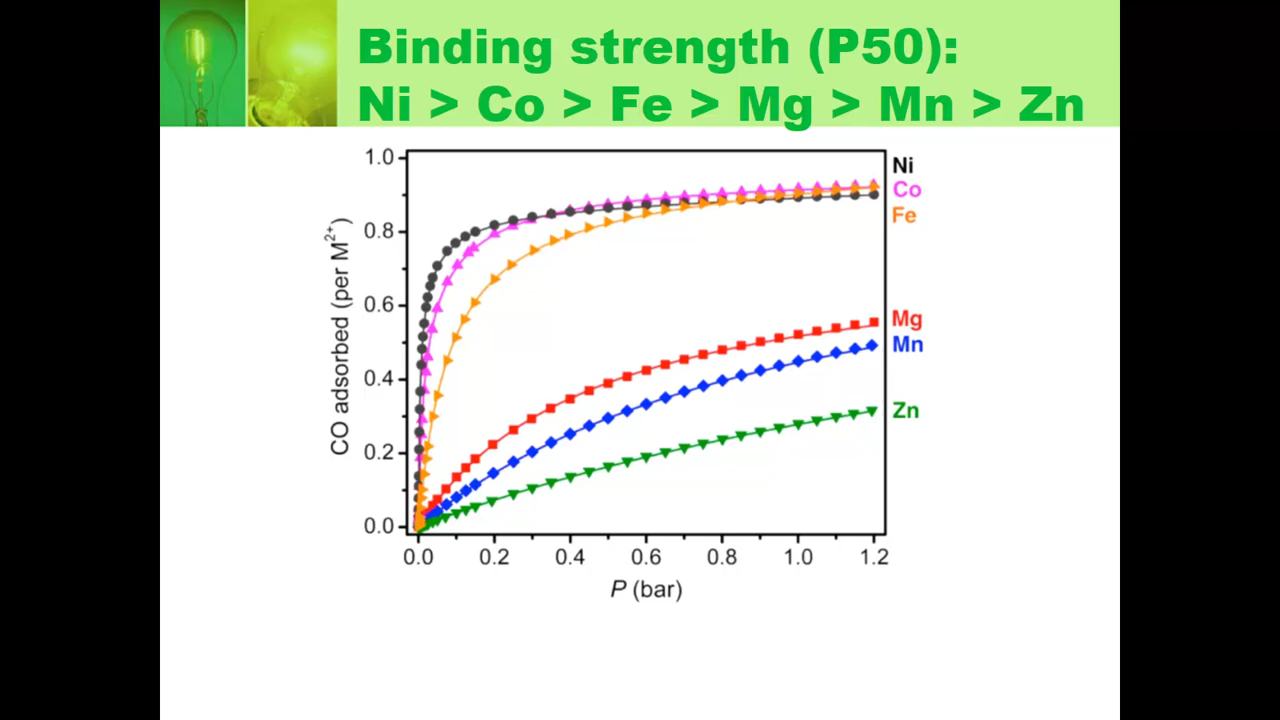 Binding strength (P50):
Ni > Co > Fe > Mg > Mn > Zn
CO adsorbed (per M²⁺)
1.0
0.8
0.6
0.4
0.2
0.0
Ni
Co
Fe
Mg
Mn
Zn
0.0 0.2 0.4 0.6 0.8 1.0 1.2
P (bar)